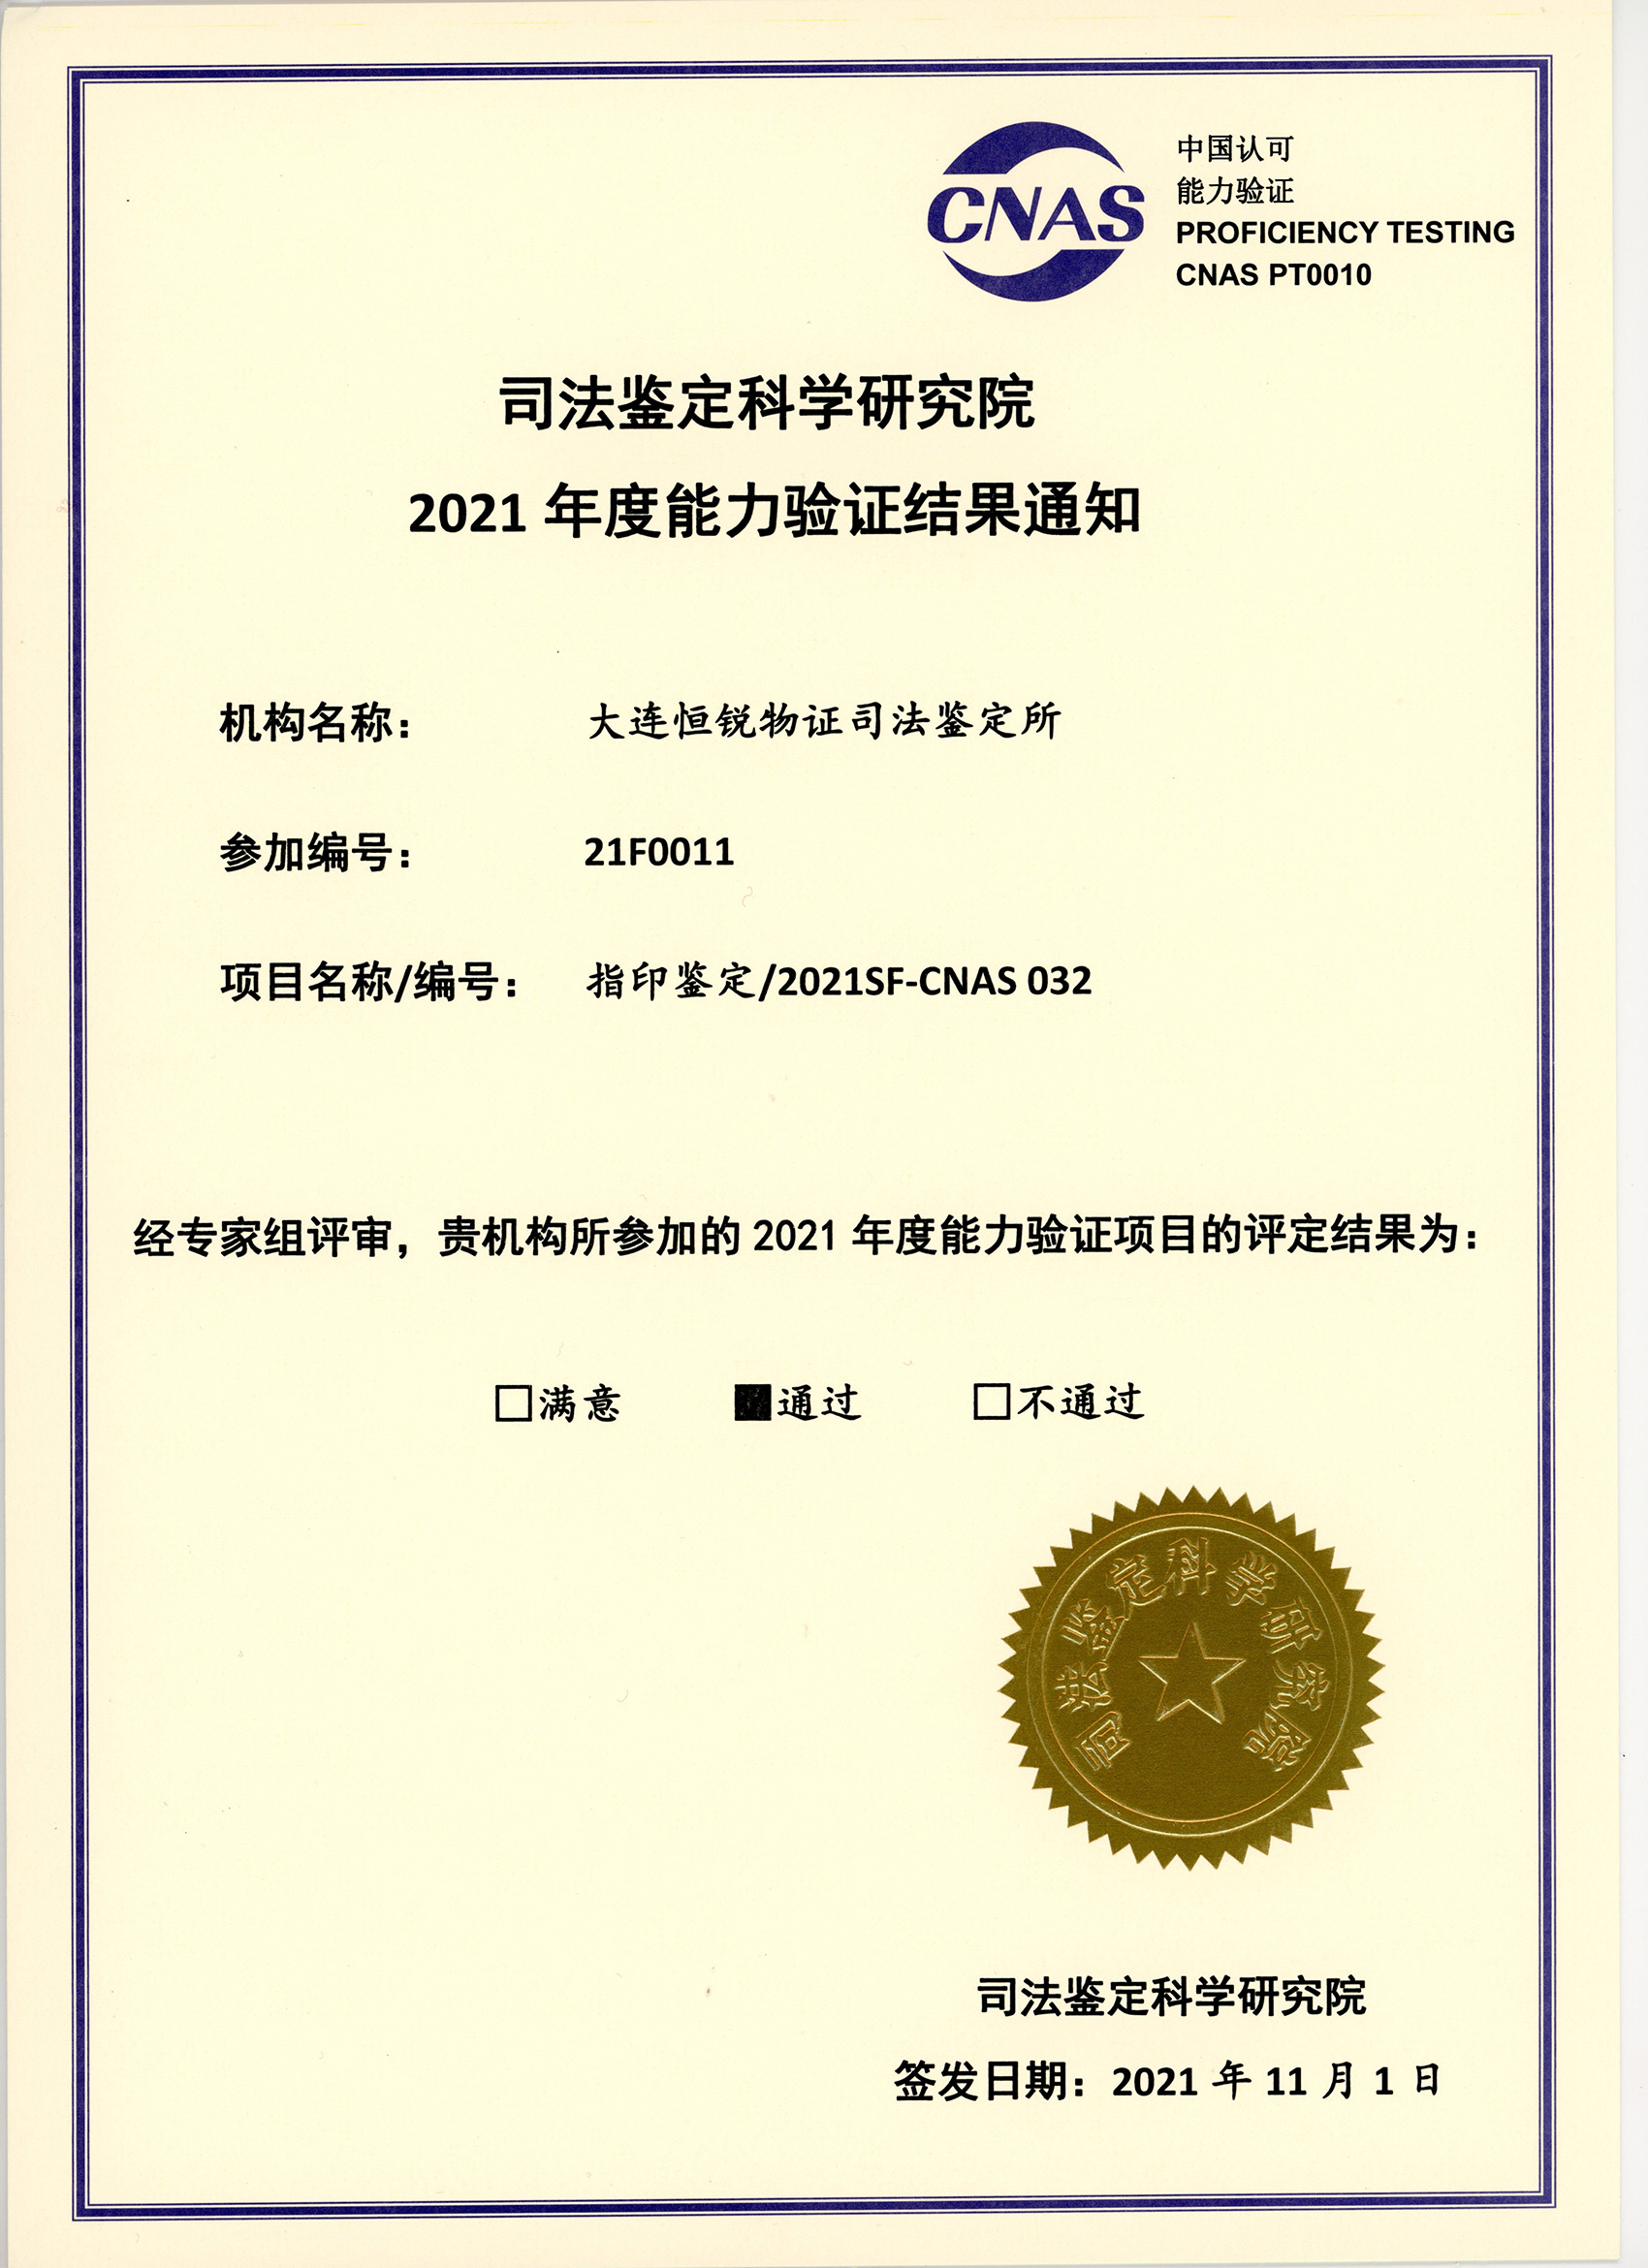 CNAS
中国认可
能力验证
PROFICIENCY TESTING
CNAS PT0010
司法鉴定科学研究院
2021 年度能力验证结果通知
机构名称： 大连恒锐物证司法鉴定所
参加编号： 21F0011
项目名称/编号： 指印鉴定/2021SF-CNAS 032
经专家组评审，贵机构所参加的 2021 年度能力验证项目的评定结果为：
□满意 ■通过 □不通过
司法鉴定科学研究院
司法鉴定科学研究院
签发日期：2021 年 11 月 1 日